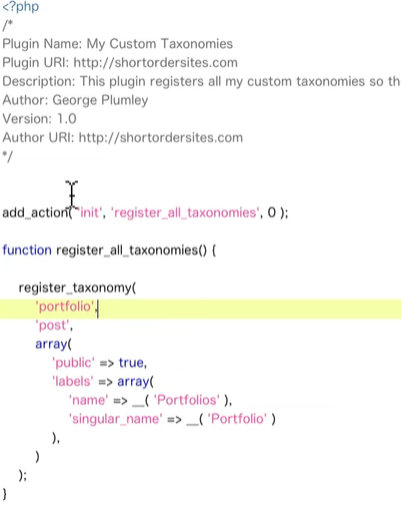 <?php
/*
Plugin Name: My Custom Taxonomies
Plugin URI: http://shortordersites.com
Description: This plugin registers all my custom taxonomies so th
Author: George Plumley
Version: 1.0
Author URI: http://shortordersites.com
*/
add_action( 'init', 'register_all_taxonomies', 0 );
function register_all_taxonomies() {
register_taxonomy(
'portfolio',
'post',
array(
'public' => true,
'labels' => array(
'name' => __( 'Portfolios' ),
'singular_name' => __( 'Portfolio' )
),
)
);
}